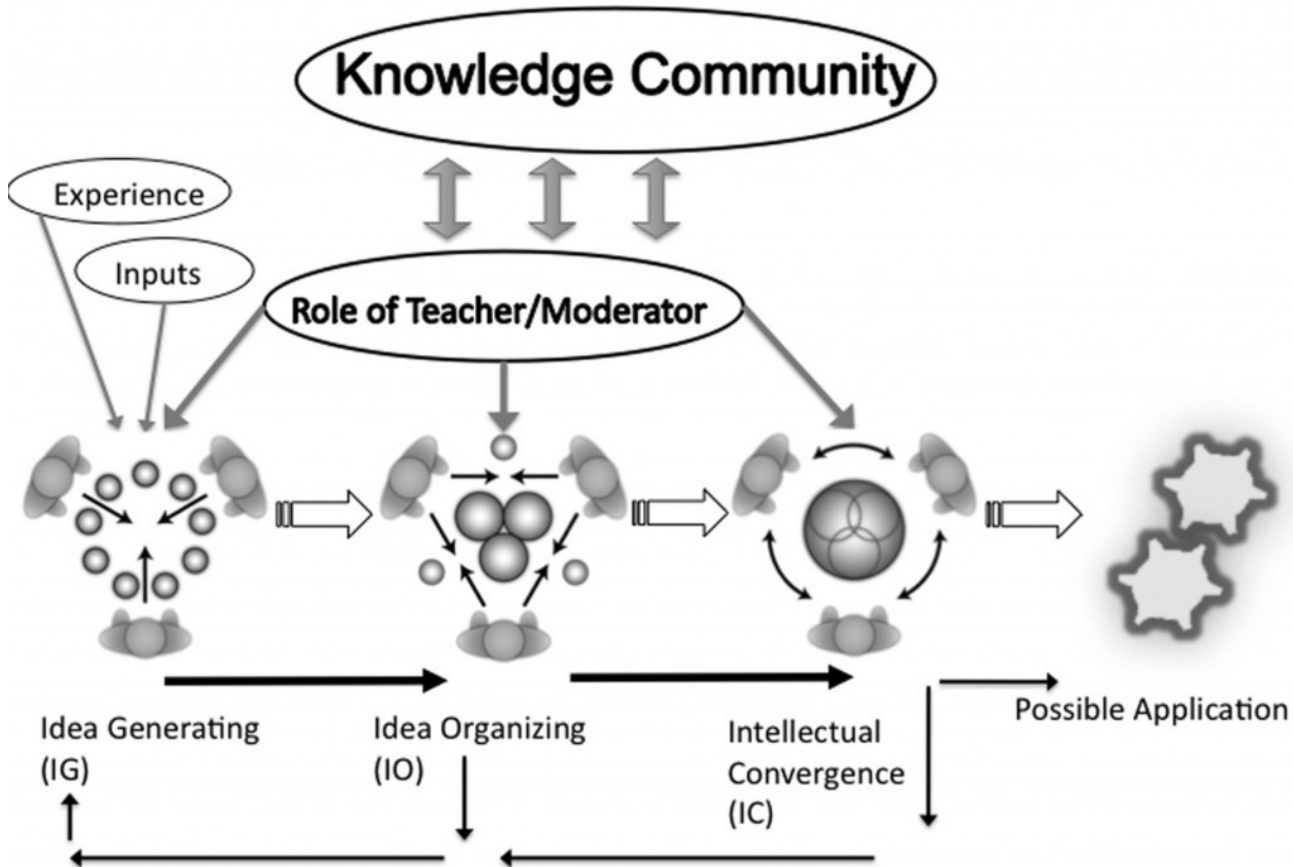 Knowledge Community
Experience
Inputs
Role of Teacher/Moderator
Idea Generating
(IG)
Idea Organizing
(IO)
Intellectual
Convergence
(IC)
Possible Application